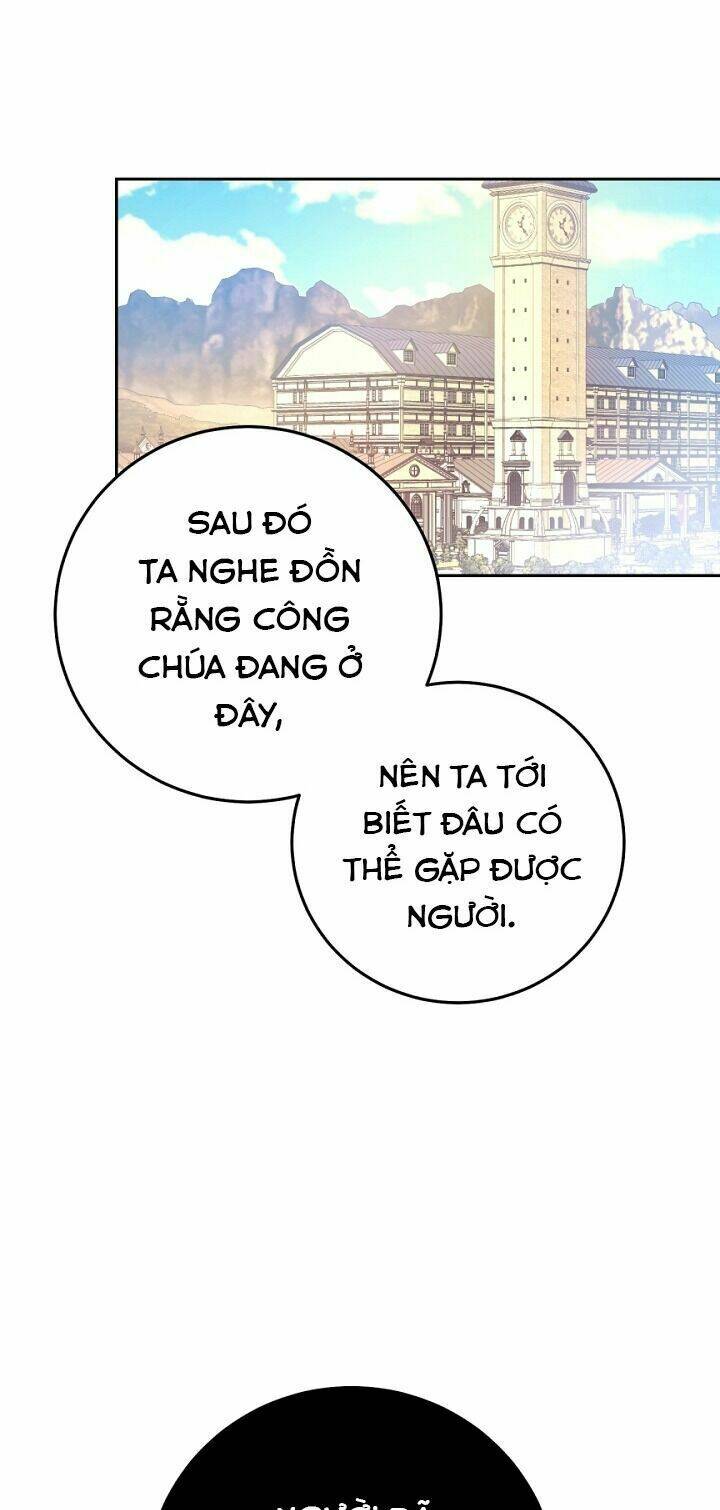 SAU ĐÓ
TA NGHE ĐỒN
RẰNG CÔNG
CHÚA ĐANG Ở
ĐÂY,
NÊN TA TỚI
BIẾT ĐÂU CÓ
THỂ GẶP ĐƯỢC
NGƯỜI.